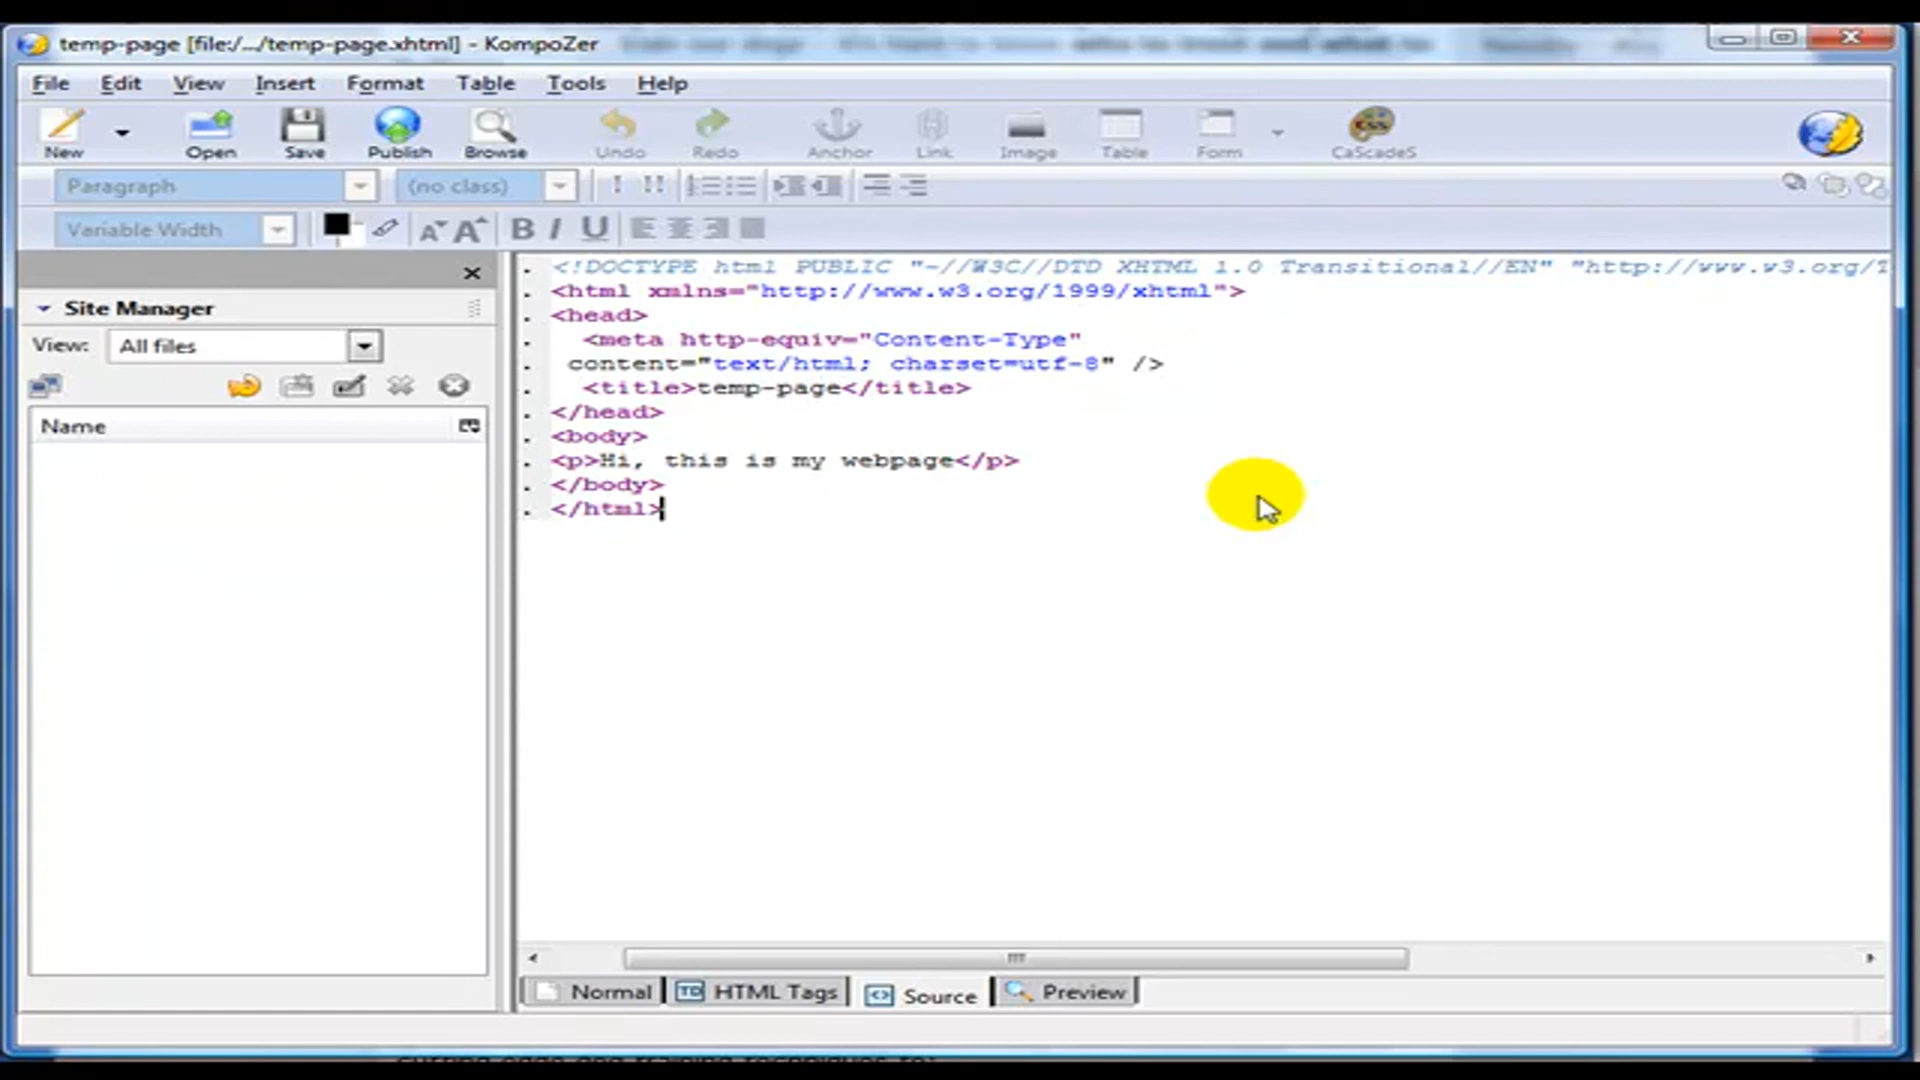 temp-page [file:/.../temp-page.xhtml] - KompoZer
File Edit View Insert Format Table Tools Help
New Open Save Publish Browse Undo Redo Anchor Link Image Table Form CaScadeS
Paragraph (no class) ! !!
Variable Width A A B I U
Site Manager
View: All files
Name
<!DOCTYPE html PUBLIC "-//W3C//DTD XHTML 1.0 Transitional//EN" "http://www.w3.org/T
<html xmlns="http://www.w3.org/1999/xhtml">
<head>
<meta http-equiv="Content-Type"
content="text/html; charset=utf-8" />
<title>temp-page</title>
</head>
<body>
<p>Hi, this is my webpage</p>
</body>
</html>
Normal TD HTML Tags Source Preview